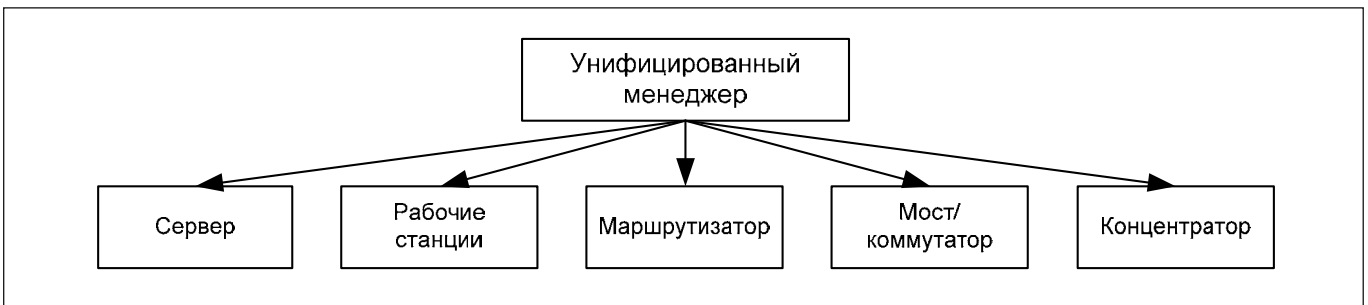 Унифицированный
менеджер
Сервер
Рабочие
станции
Маршрутизатор
Мост/
коммутатор
Концентратор